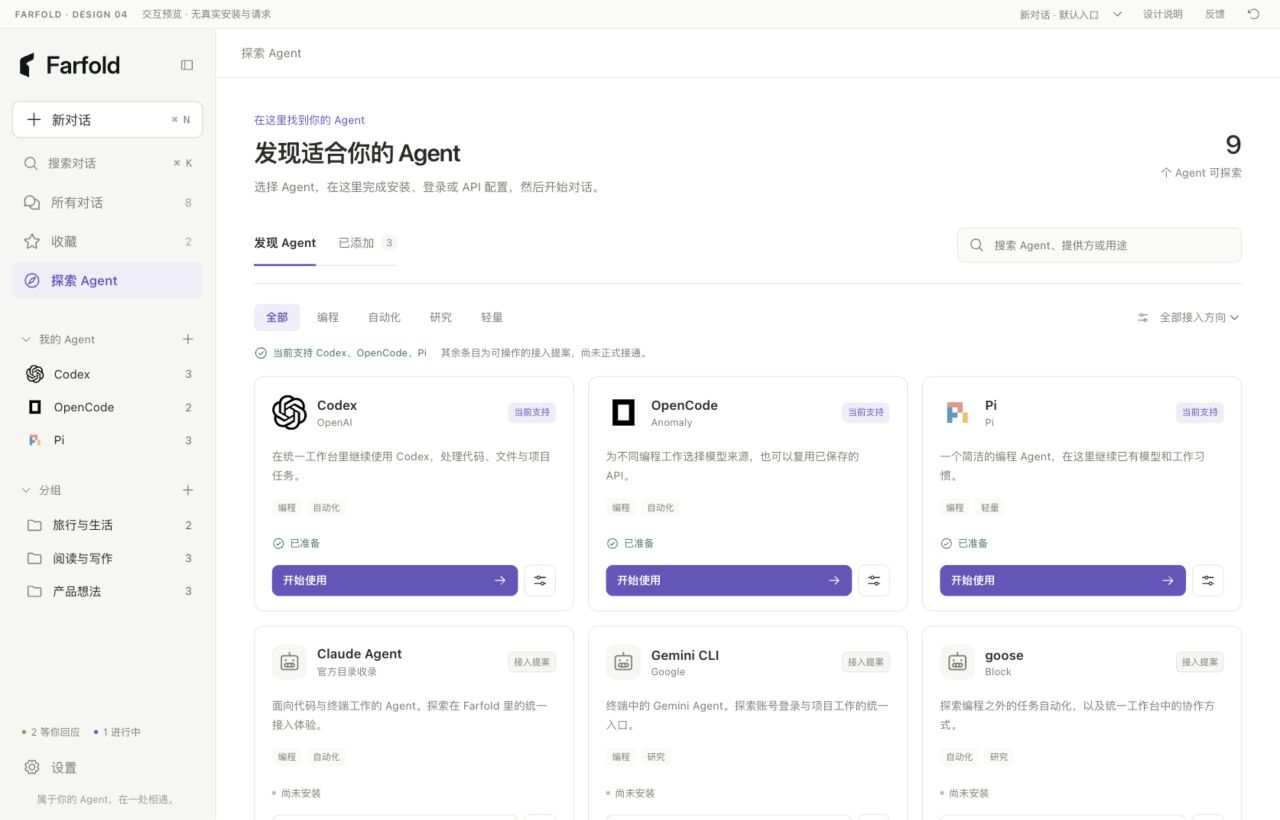 FARFOLD · DESIGN 04 交互预览 · 无真实安装与请求 新对话 · 默认入口 设计说明 反馈
Farfold
新对话 ⌘ N
搜索对话 ⌘ K
所有对话 8
收藏 2
探索 Agent
我的 Agent
Codex 3
OpenCode 2
Pi 3
分组
旅行与生活 2
阅读与写作 3
产品想法 3
2 等你回应 1 进行中
设置
属于你的 Agent，在一处相遇。
探索 Agent
在这里找到你的 Agent
发现适合你的 Agent
选择 Agent，在这里完成安装、登录或 API 配置，然后开始对话。
9
个 Agent 可探索
发现 Agent 已添加 3
搜索 Agent、提供方或用途
全部 编程 自动化 研究 轻量
全部接入方向
当前支持 Codex、OpenCode、Pi 其余条目为可操作的接入提案，尚未正式接通。
Codex
OpenAI
当前支持
在统一工作台里继续使用 Codex，处理代码、文件与项目
任务。
编程 自动化
已准备
开始使用
OpenCode
Anomaly
当前支持
为不同编程工作选择模型来源，也可以复用已保存的
API。
编程 自动化
已准备
开始使用
Pi
Pi
当前支持
一个简洁的编程 Agent，在这里继续已有模型和工作习
惯。
编程 轻量
已准备
开始使用
Claude Agent
官方目录收录
接入提案
面向代码与终端工作的 Agent。探索在 Farfold 里的统一
接入体验。
编程 自动化
尚未安装
Gemini CLI
Google
接入提案
终端中的 Gemini Agent。探索账号登录与项目工作的统一
入口。
编程 研究
尚未安装
goose
Block
接入提案
探索编程之外的任务自动化，以及统一工作台中的协作方
式。
自动化 研究
尚未安装